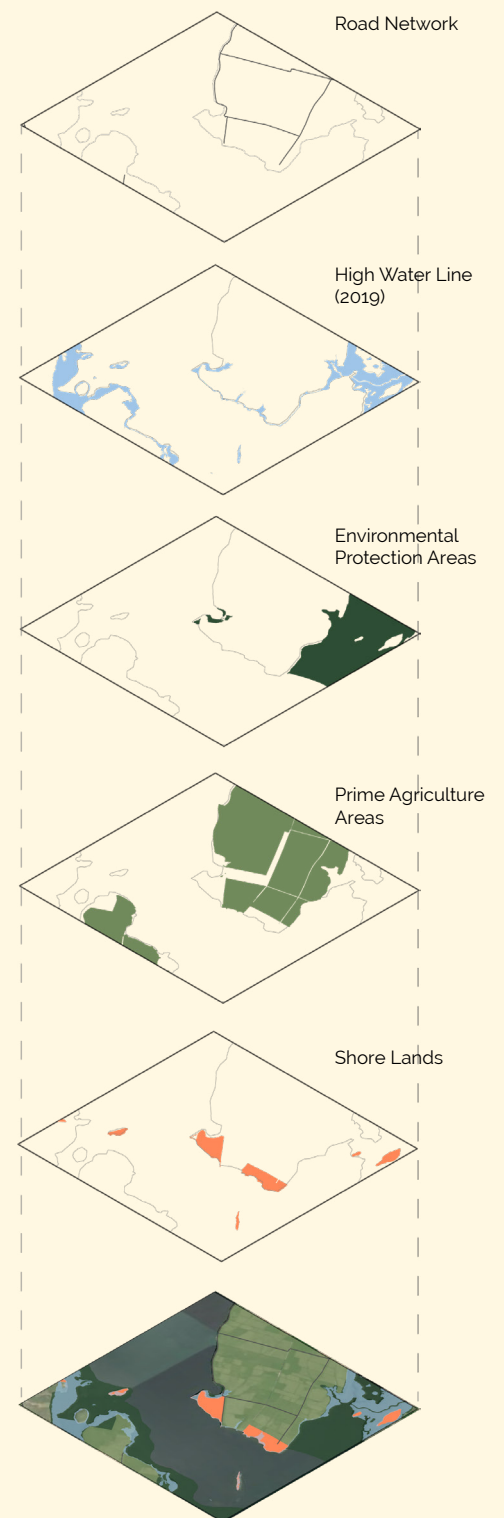 Road Network
High Water Line
(2019)
Environmental
Protection Areas
Prime Agriculture
Areas
Shore Lands